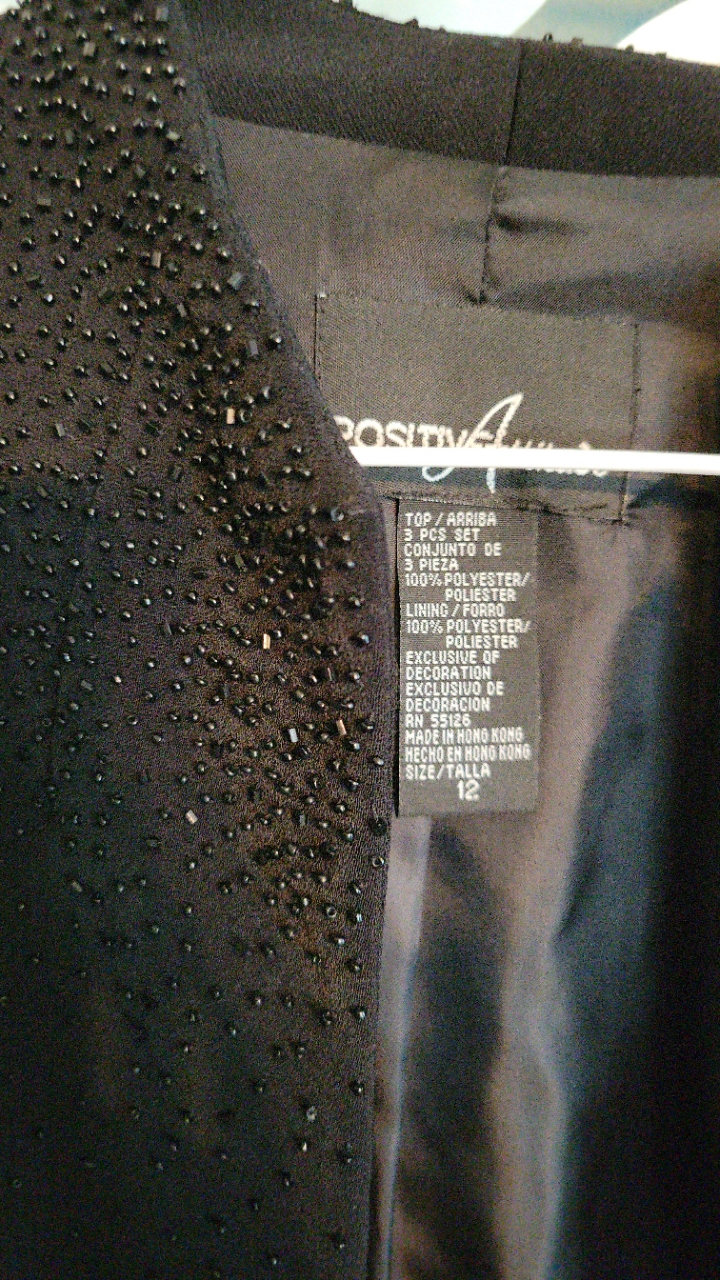 POSITIVE Attitude
TOP / ARRIBA
3 PCS SET
CONJUNTO DE
3 PIEZA
100% POLYESTER/
POLIESTER
LINING / FORRO
100% POLYESTER/
POLIESTER
EXCLUSIVE OF
DECORATION
EXCLUSIVO DE
DECORACION
RN 55126
MADE IN HONG KONG
HECHO EN HONG KONG
SIZE/TALLA
12